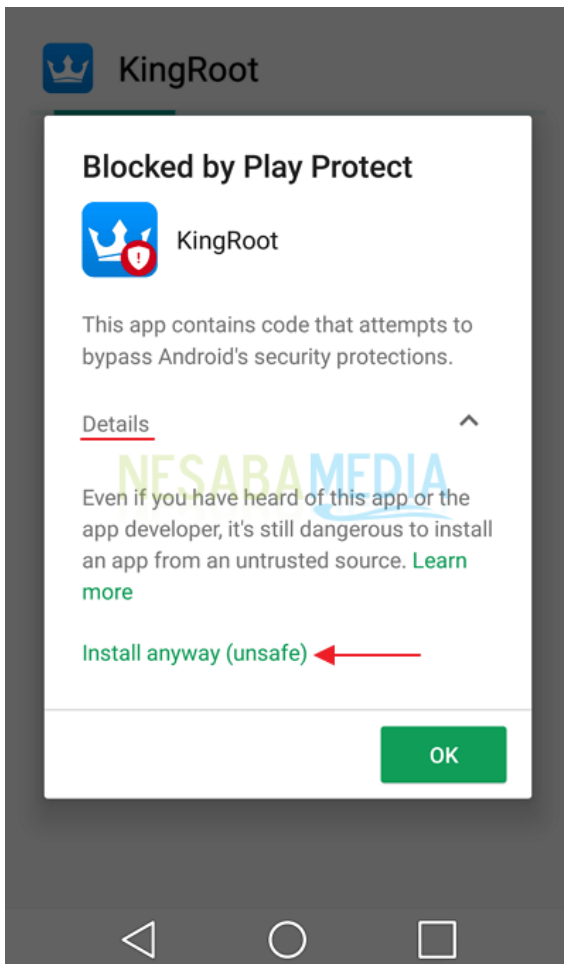 KingRoot
Blocked by Play Protect
KingRoot
This app contains code that attempts to
bypass Android's security protections.
Details
NESABAMEDIA
Even if you have heard of this app or the
app developer, it's still dangerous to install
an app from an untrusted source. Learn
more
Install anyway (unsafe)
OK